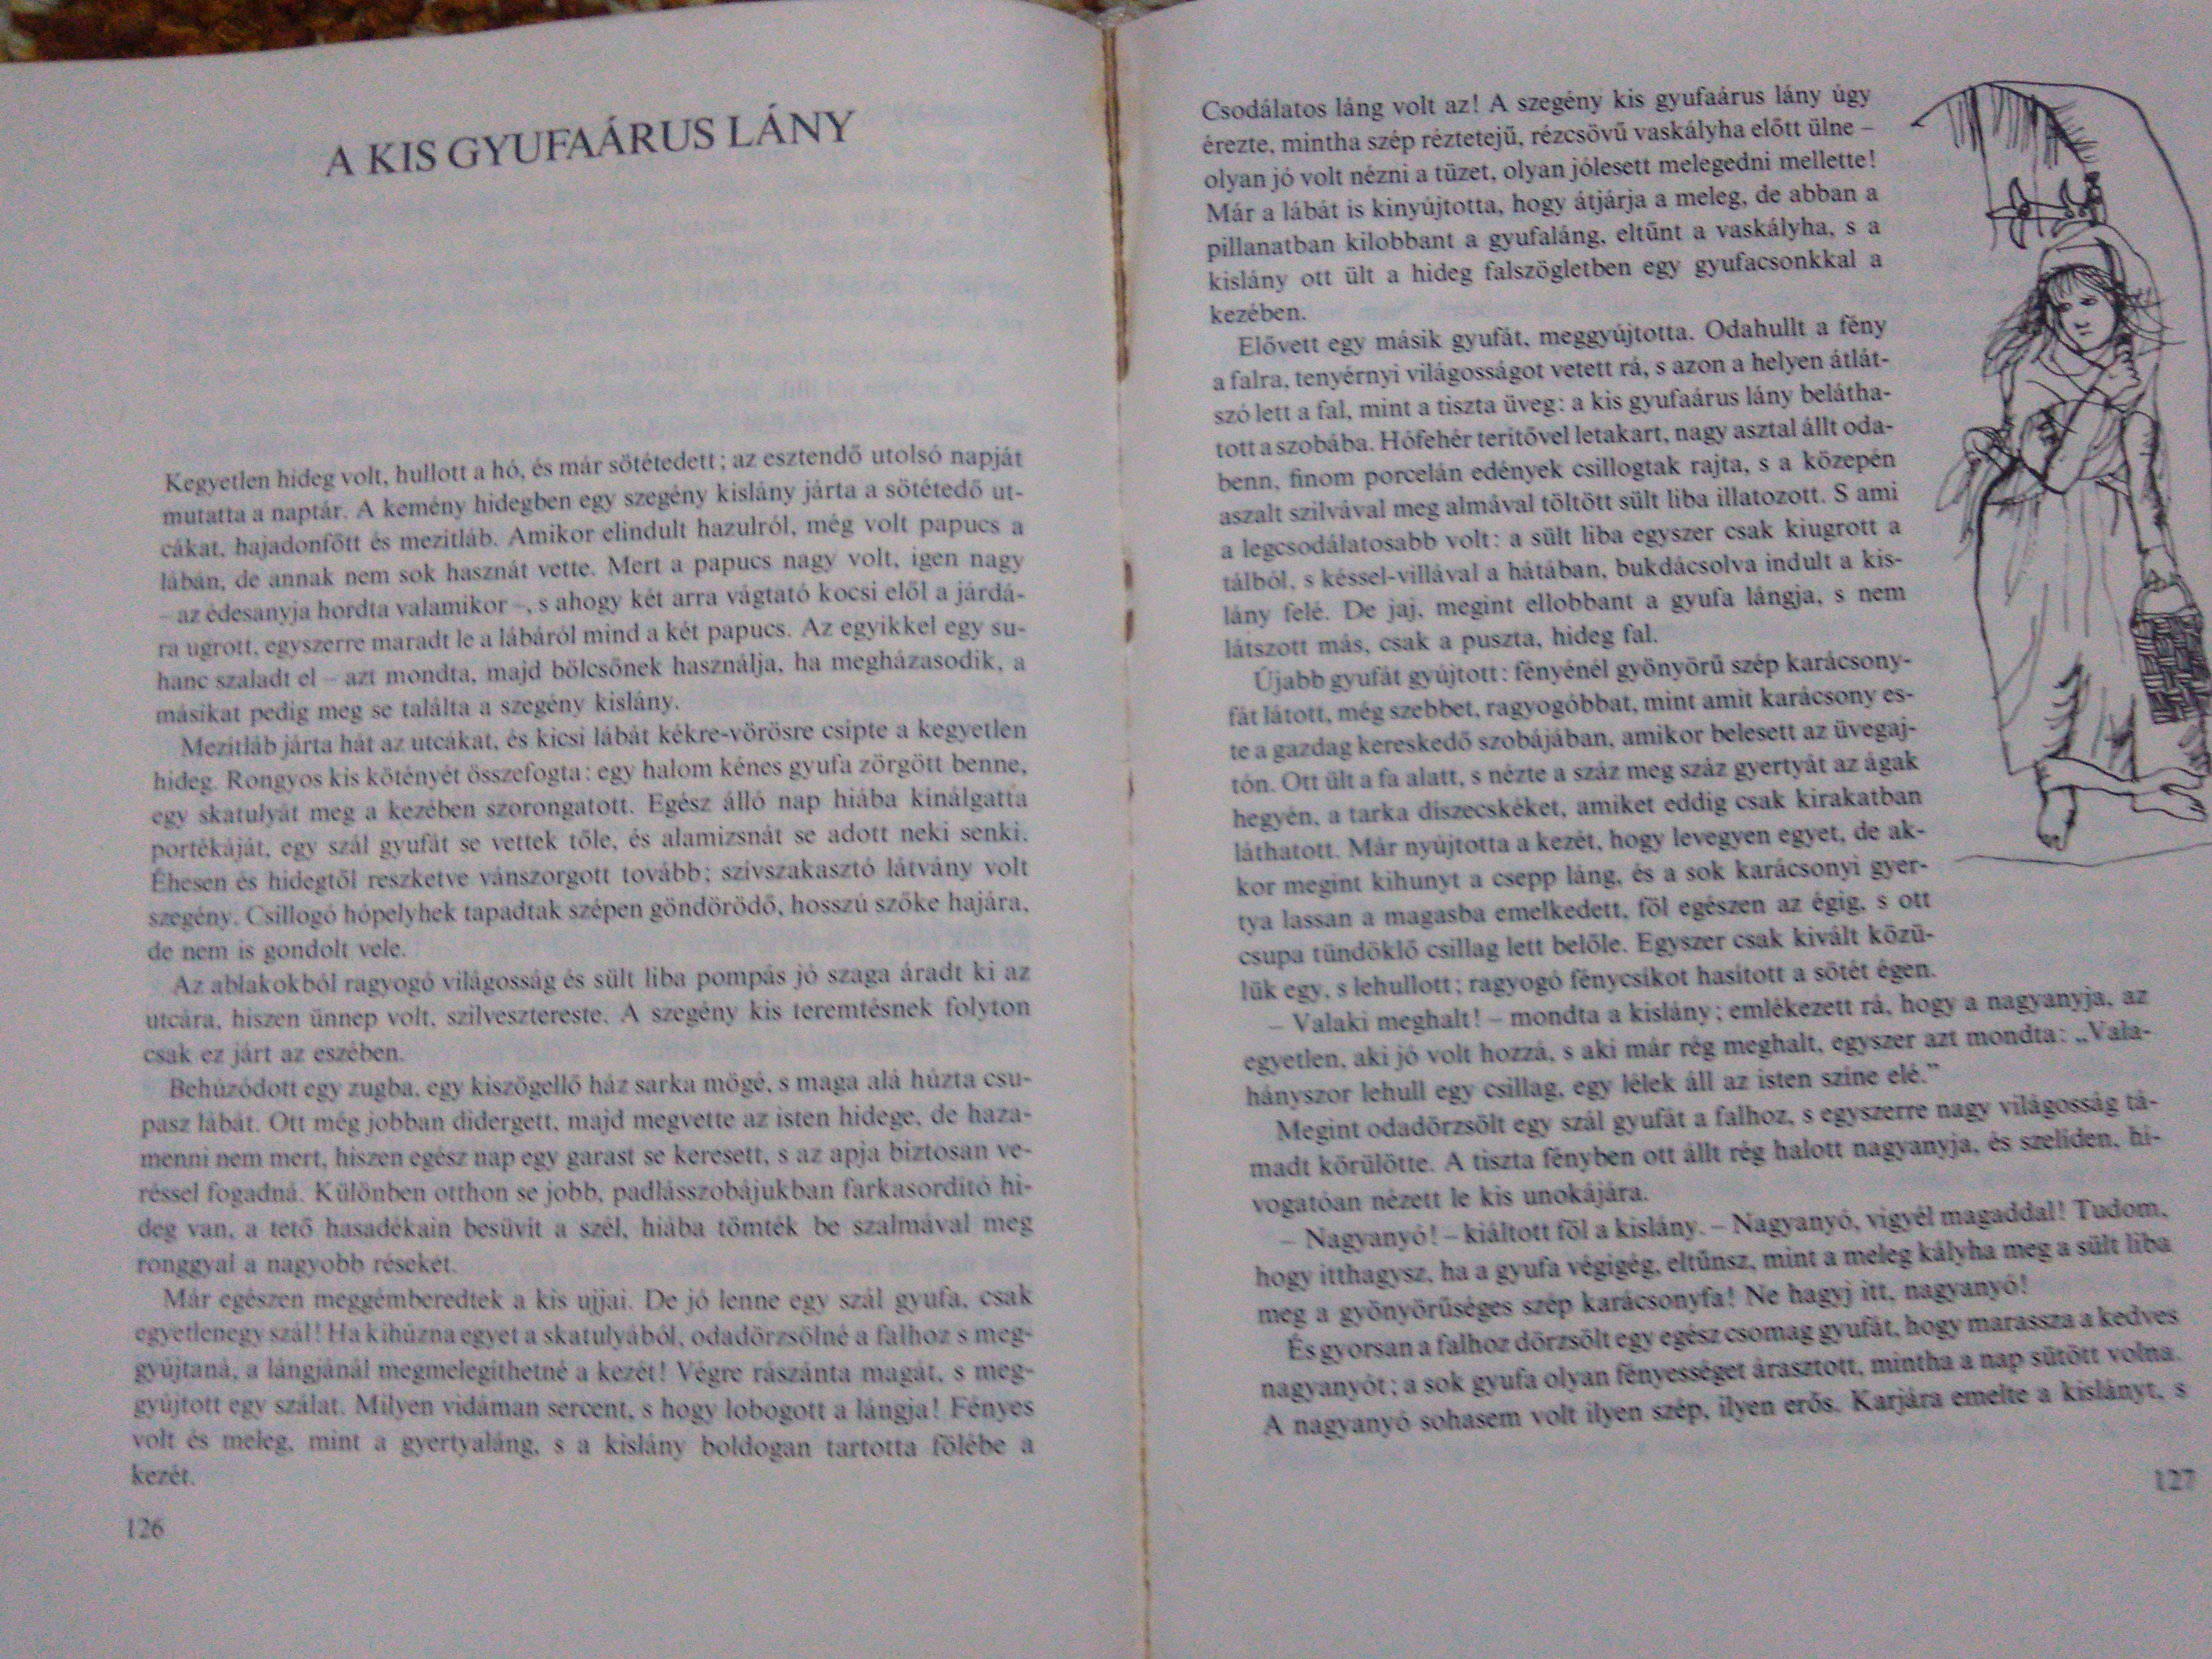 A KIS GYUFAÁRUS LÁNY
Kegyetlen hideg volt, hullott a hó, és már sötétedett; az esztendő utolsó napját
mutatta a naptár. A kemény hidegben egy szegény kislány járta a sötétedő ut-
cákat, hajadonfőtt és mezítláb. Amikor elindult hazulról, még volt papucs a
lábán, de annak nem sok hasznát vette. Mert a papucs nagy volt, igen nagy
– az édesanyja hordta valamikor –, s ahogy két arra vágtató kocsi elől a járdá-
ra ugrott, egyszerre maradt le a lábáról mind a két papucs. Az egyikkel egy su-
hanc szaladt el – azt mondta, majd bölcsőnek használja, ha megházasodik, a
másikat pedig meg se találta a szegény kislány.
Mezítláb járta hát az utcákat, és kicsi lábát kékre-vörösre csípte a kegyetlen
hideg. Rongyos kis kötényét összefogta: egy halom kénes gyufa zörgött benne,
egy skatulyát meg a kezében szorongatott. Egész álló nap hiába kínálgatta
portékáját, egy szál gyufát se vettek tőle, és alamizsnát se adott neki senki.
Éhesen és hidegtől reszketve vánszorgott tovább; szívszakasztó látvány volt
szegény. Csillogó hópelyhek tapadtak szépen göndörödő, hosszú szőke hajára,
de nem is gondolt vele.
Az ablakokból ragyogó világosság és sült liba pompás jó szaga áradt ki az
utcára, hiszen ünnep volt, szilvesztereste. A szegény kis teremtésnek folyton
csak ez járt az eszében.
Behúzódott egy zugba, egy kiszögellő ház sarka mögé, s maga alá húzta csu-
pasz lábát. Ott még jobban didergett, majd megvette az isten hidege, de haza-
menni nem mert, hiszen egész nap egy garast se keresett, s az apja biztosan ve-
réssel fogadná. Különben otthon se jobb, padlásszobájukban farkasordító hi-
deg van, a tető hasadékain besüvít a szél, hiába tömték be szalmával meg
ronggyal a nagyobb réseket.
Már egészen meggémberedtek a kis ujjai. De jó lenne egy szál gyufa, csak
egyetlenegy szál! Ha kihúzna egyet a skatulyából, odadörzsölné a falhoz s meg-
gyújtaná, a lángjánál megmelegíthetné a kezét! Végre rászánta magát, s meg-
gyújtott egy szálat. Milyen vidáman sercent, s hogy lobogott a lángja! Fényes
volt és meleg, mint a gyertyaláng, s a kislány boldogan tartotta fölébe a
kezét.
126
Csodálatos láng volt az! A szegény kis gyufaárus lány úgy
érezte, mintha szép réztetejű, rézcsövű vaskályha előtt ülne –
olyan jó volt nézni a tüzet, olyan jólesett melegedni mellette!
Már a lábát is kinyújtotta, hogy átjárja a meleg, de abban a
pillanatban kilobbant a gyufaláng, eltűnt a vaskályha, s a
kislány ott ült a hideg falszögletben egy gyufacsonkkal a
kezében.
Elővett egy másik gyufát, meggyújtotta. Odahullt a fény
a falra, tenyérnyi világosságot vetett rá, s azon a helyen átlát-
szó lett a fal, mint a tiszta üveg: a kis gyufaárus lány belátha-
tott a szobába. Hófehér terítővel letakart, nagy asztal állt oda-
benn, finom porcelán edények csillogtak rajta, s a közepén
aszalt szilvával meg almával töltött sült liba illatozott. S ami
a legcsodálatosabb volt: a sült liba egyszer csak kiugrott a
tálból, s késsel-villával a hátában, bukdácsolva indult a kis-
lány felé. De jaj, megint ellobbant a gyufa lángja, s nem
látszott más, csak a puszta, hideg fal.
Újabb gyufát gyújtott: fényénél gyönyörű szép karácsony-
fát látott, még szebbet, ragyogóbbat, mint amit karácsony es-
te a gazdag kereskedő szobájában, amikor belesett az üvegaj-
tón. Ott ült a fa alatt, s nézte a száz meg száz gyertyát az ágak
hegyén, a tarka díszecskéket, amiket eddig csak kirakatban
láthatott. Már nyújtotta a kezét, hogy levegyen egyet, de ak-
kor megint kihunyt a csepp láng, és a sok karácsonyi gyer-
tya lassan a magasba emelkedett, föl egészen az égig, s ott
csupa tündöklő csillag lett belőle. Egyszer csak kivált közü-
lük egy, s lehullott; ragyogó fénycsíkot hasított a sötét égen.
– Valaki meghalt! – mondta a kislány; emlékezett rá, hogy a nagyanyja, az
egyetlen, aki jó volt hozzá, s aki már rég meghalt, egyszer azt mondta: „Vala-
hányszor lehull egy csillag, egy lélek áll az isten színe elé.”
Megint odadörzsölt egy szál gyufát a falhoz, s egyszerre nagy világosság tá-
madt körülötte. A tiszta fényben ott állt rég halott nagyanyja, és szelíden, hí-
vogatóan nézett le kis unokájára.
– Nagyanyó! – kiáltott föl a kislány. – Nagyanyó, vigyél magaddal! Tudom,
hogy itthagysz, ha a gyufa végigég, eltűnsz, mint a meleg kályha meg a sült liba
meg a gyönyörűséges szép karácsonyfa! Ne hagyj itt, nagyanyó!
És gyorsan a falhoz dörzsölt egy egész csomag gyufát, hogy marassza a kedves
nagyanyót; a sok gyufa olyan fényességet árasztott, mintha a nap sütött volna.
A nagyanyó sohasem volt ilyen szép, ilyen erős. Karjára emelte a kislányt, s
127